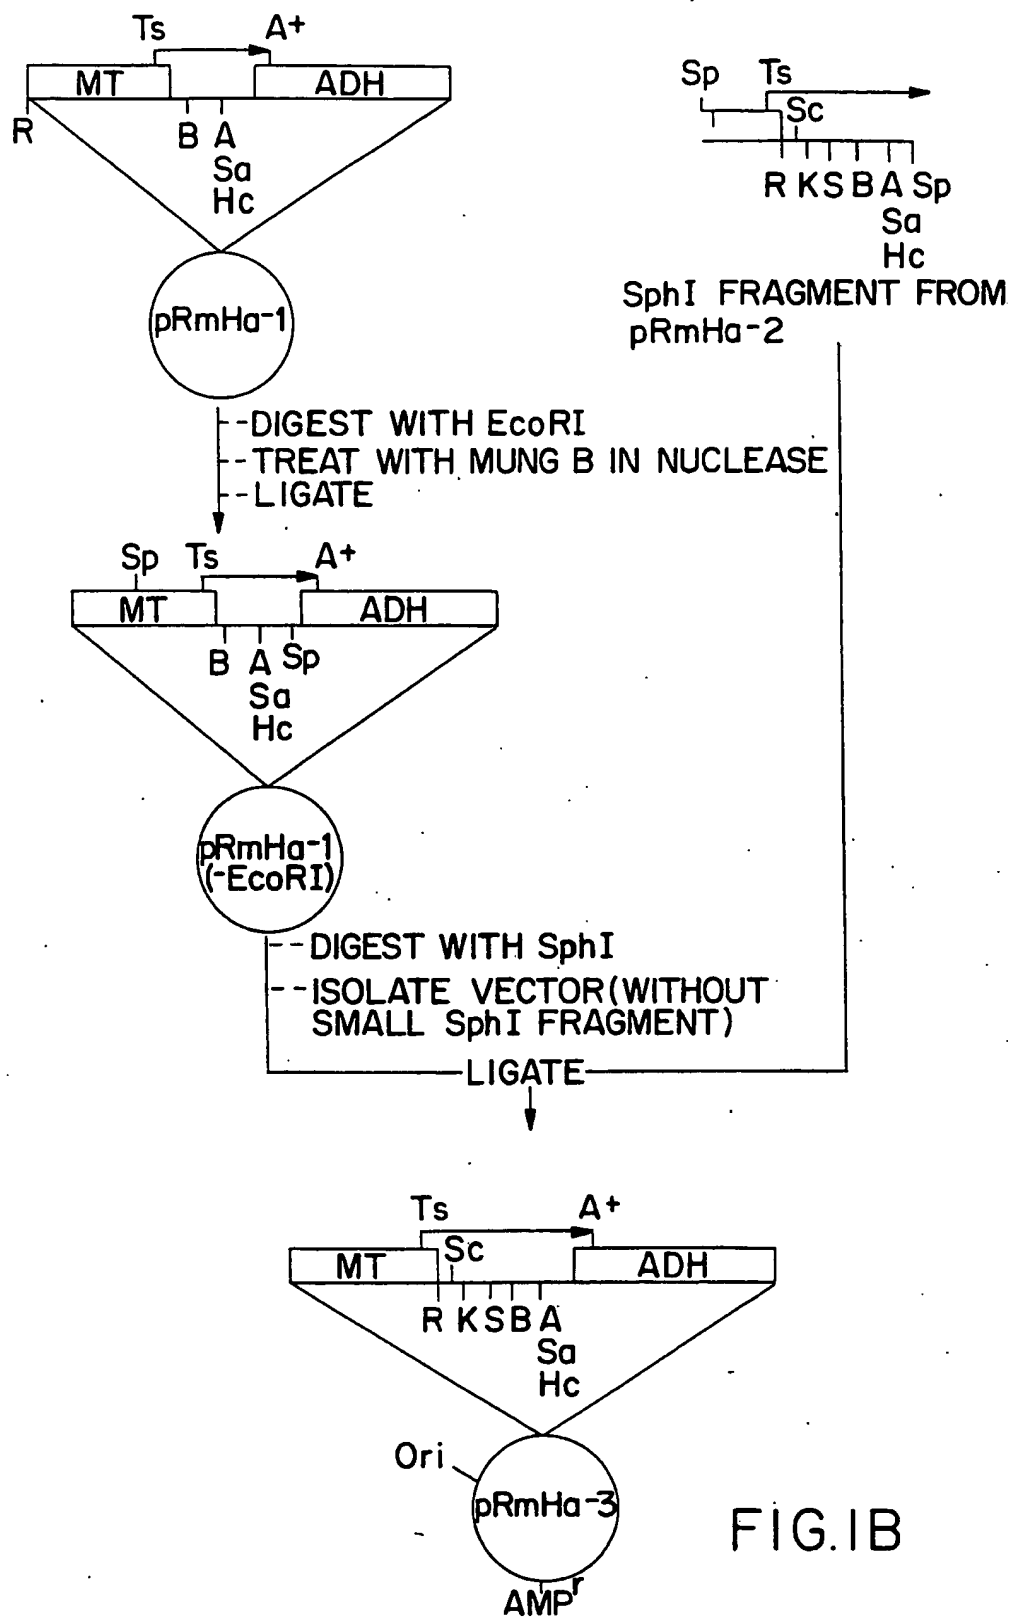 Ts A+
MT ADH
R B A
Sa
Hc
pRmHa-1
Sp Ts
Sc
R K S B A Sp
Sa
Hc
SphI FRAGMENT FROM
pRmHa-2
--DIGEST WITH EcoRI
--TREAT WITH MUNG B IN NUCLEASE
--LIGATE
Sp Ts A+
MT ADH
B A Sp
Sa
Hc
pRmHa-1
(-EcoRI)
--DIGEST WITH SphI
--ISOLATE VECTOR(WITHOUT
SMALL SphI FRAGMENT)
LIGATE
Ts A+
Sc
MT ADH
R K S B A
Sa
Hc
Ori
pRmHa-3
AMPr
FIG.1B